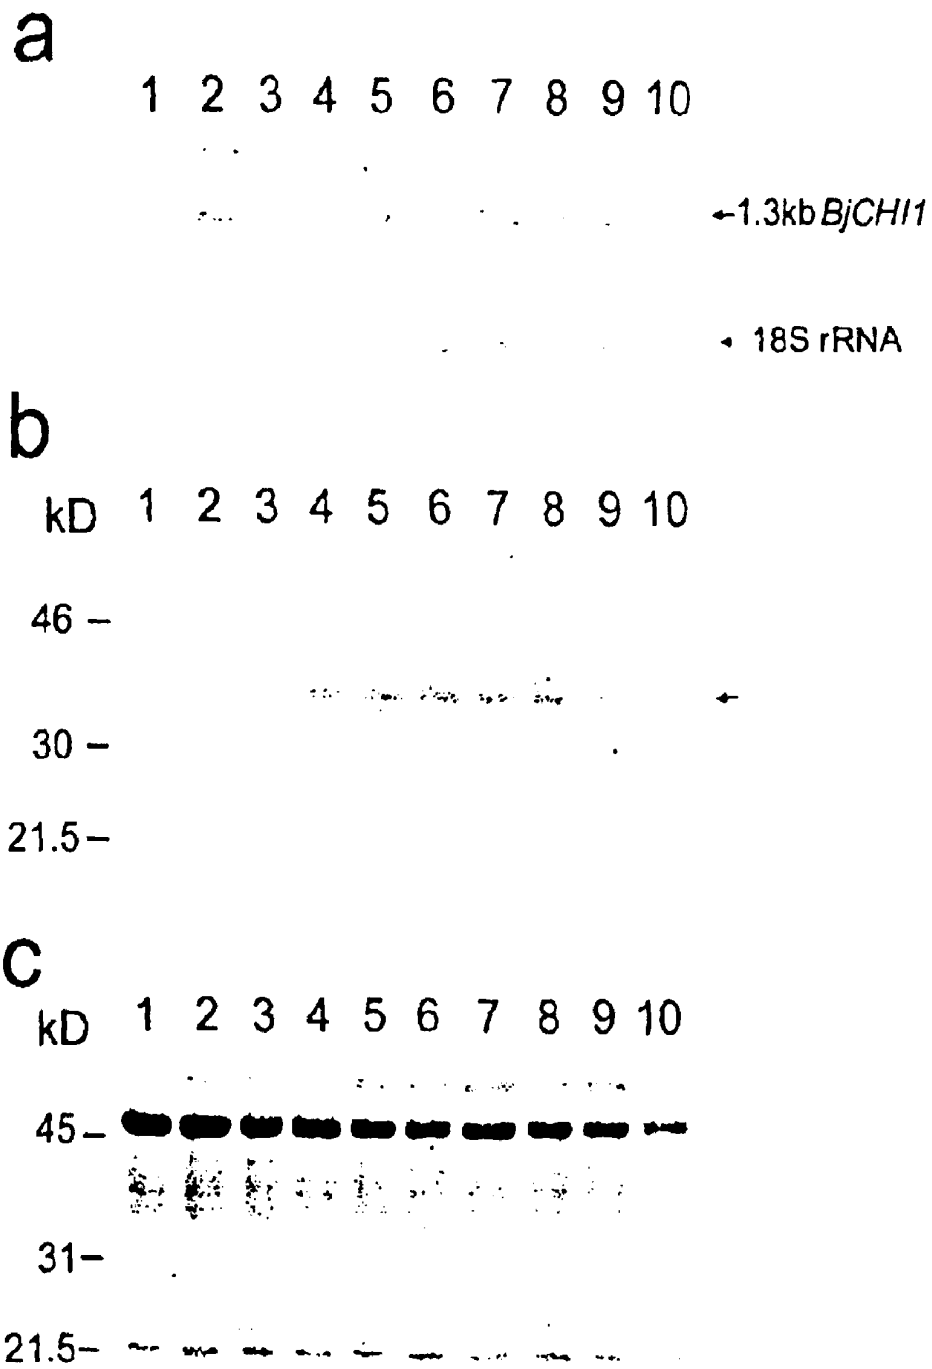 a
1 2 3 4 5 6 7 8 9 10
←1.3kb BjCHI1
18S rRNA
b
kD 1 2 3 4 5 6 7 8 9 10
46 –
←
30 –
21.5–
c
kD 1 2 3 4 5 6 7 8 9 10
45–
31–
21.5–